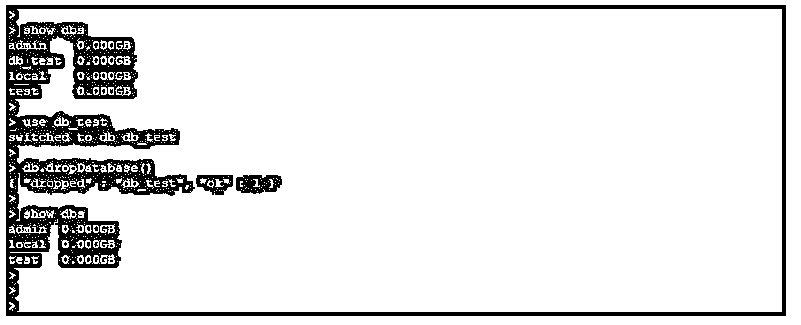 >
> show dbs
admin    0.000GB
db_test  0.000GB
local    0.000GB
test     0.000GB
>
> use db_test
switched to db db_test
>
> db.dropDatabase()
{ "dropped" : "db_test", "ok" : 1 }
>
> show dbs
admin  0.000GB
local  0.000GB
test   0.000GB
>
>
>